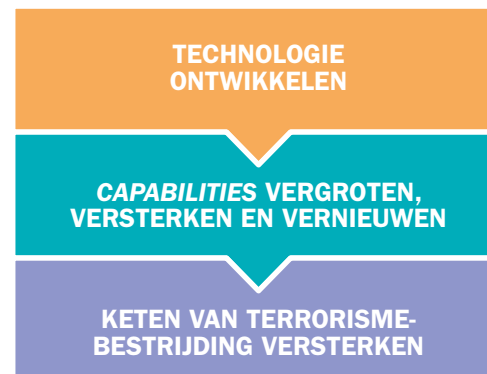 TECHNOLOGIE
ONTWIKKELEN
CAPABILITIES VERGROTEN,
VERSTERKEN EN VERNIEUWEN
KETEN VAN TERRORISME-
BESTRIJDING VERSTERKEN